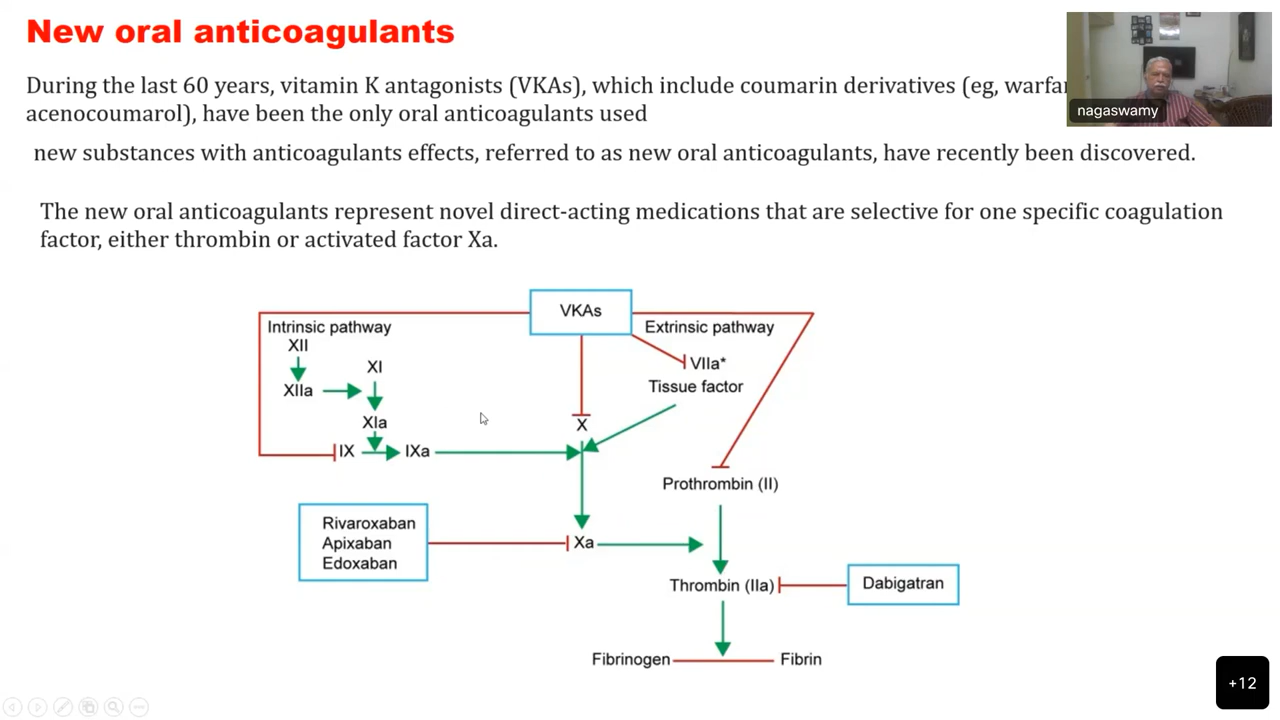 New oral anticoagulants
During the last 60 years, vitamin K antagonists (VKAs), which include coumarin derivatives (eg,
acenocoumarol), have been the only oral anticoagulants used
nagaswamy
new substances with anticoagulants effects, referred to as new oral anticoagulants, have recently been discovered.
The new oral anticoagulants represent novel direct-acting medications that are selective for one specific coagulation
factor, either thrombin or activated factor Xa.
VKAs
Intrinsic pathway
Extrinsic pathway
XII
VIIa*
XI
Tissue factor
XIIa
XIa
X
IX
IXa
Prothrombin (II)
Rivaroxaban
Apixaban
Edoxaban
Xa
Thrombin (IIa)
Dabigatran
Fibrinogen
Fibrin
+12